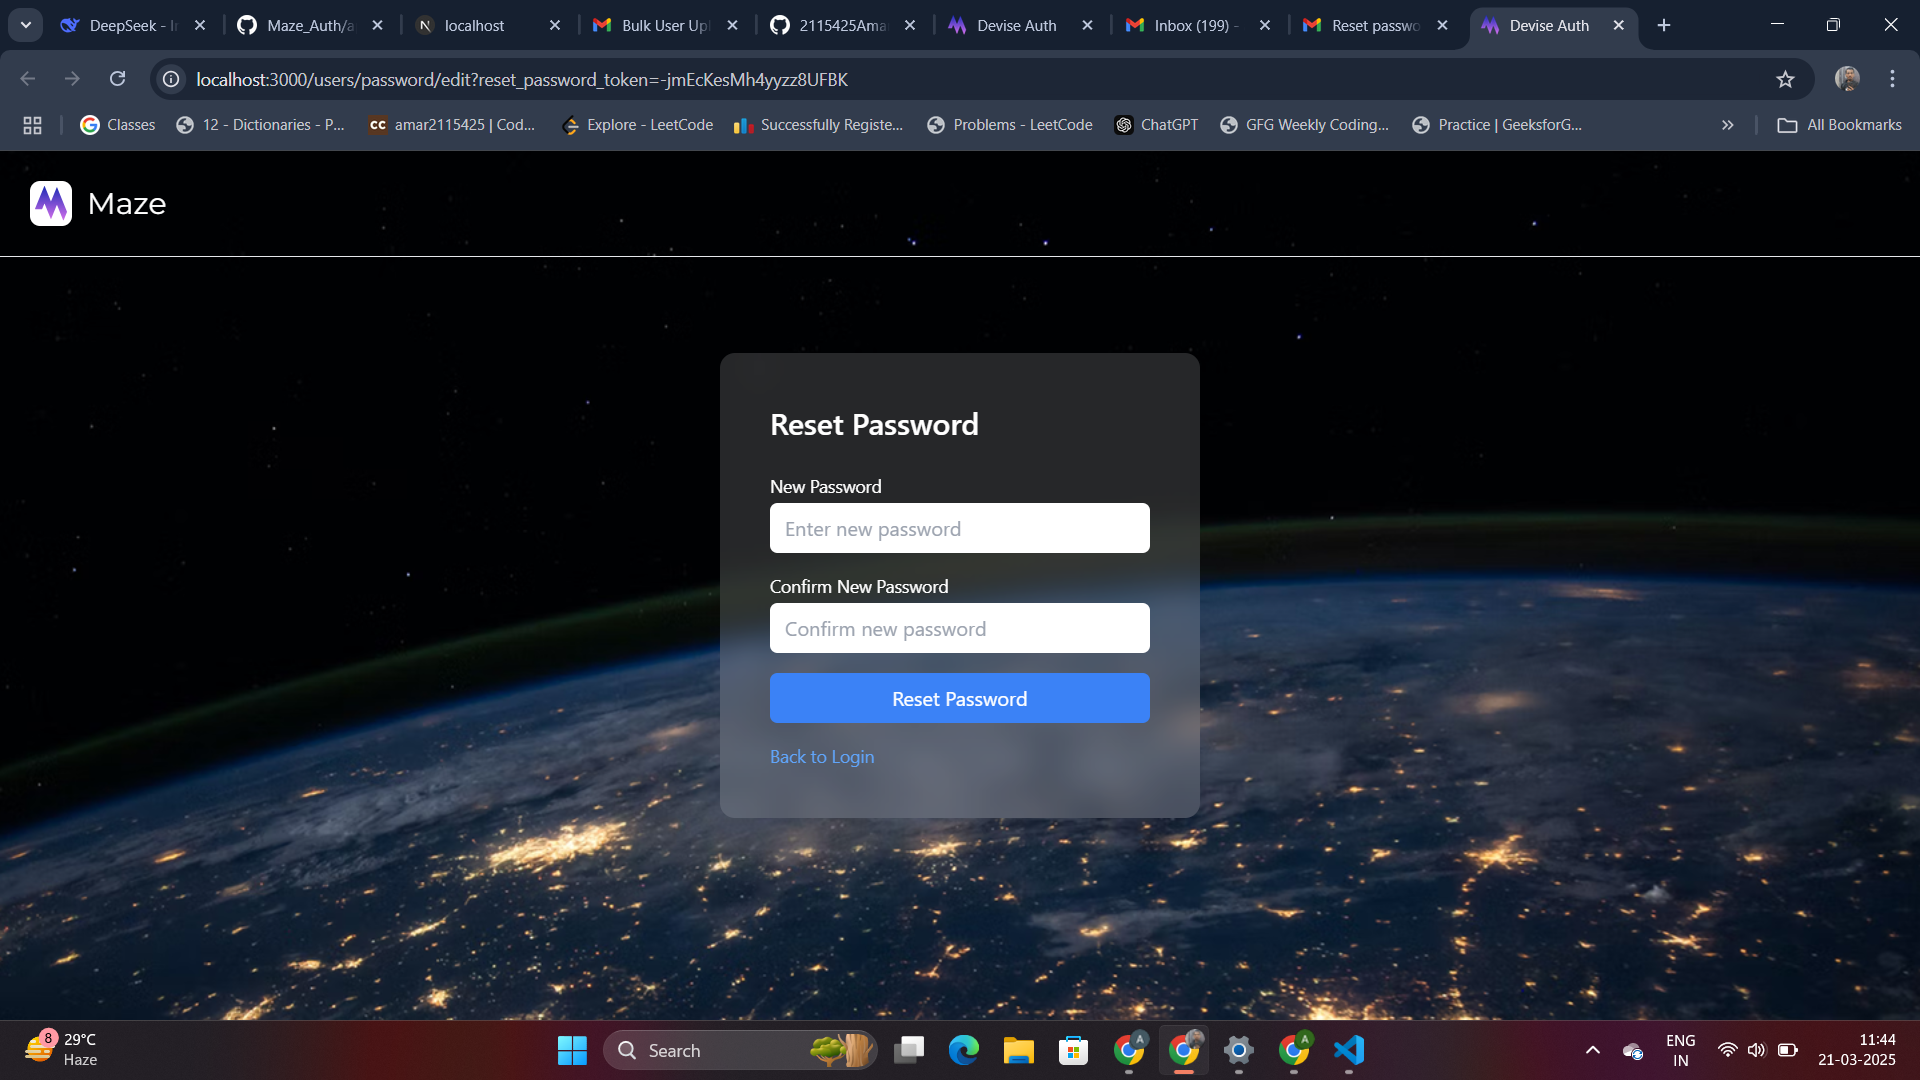 DeepSeek - I
Maze_Auth/a
localhost
Bulk User Up
2115425Ama
Devise Auth
Inbox (199) -
Reset passwo
Devise Auth
localhost:3000/users/password/edit?reset_password_token=-jmEcKesMh4yyzz8UFBK
Classes
12 - Dictionaries - P...
CC amar2115425 | Cod...
Explore - LeetCode
Successfully Registe...
Problems - LeetCode
ChatGPT
GFG Weekly Coding...
Practice | GeeksforG...
All Bookmarks
Maze
Reset Password
New Password
Enter new password
Confirm New Password
Confirm new password
Reset Password
Back to Login
8
29°C
Haze
Search
A
A
ENG
IN
11:44
21-03-2025